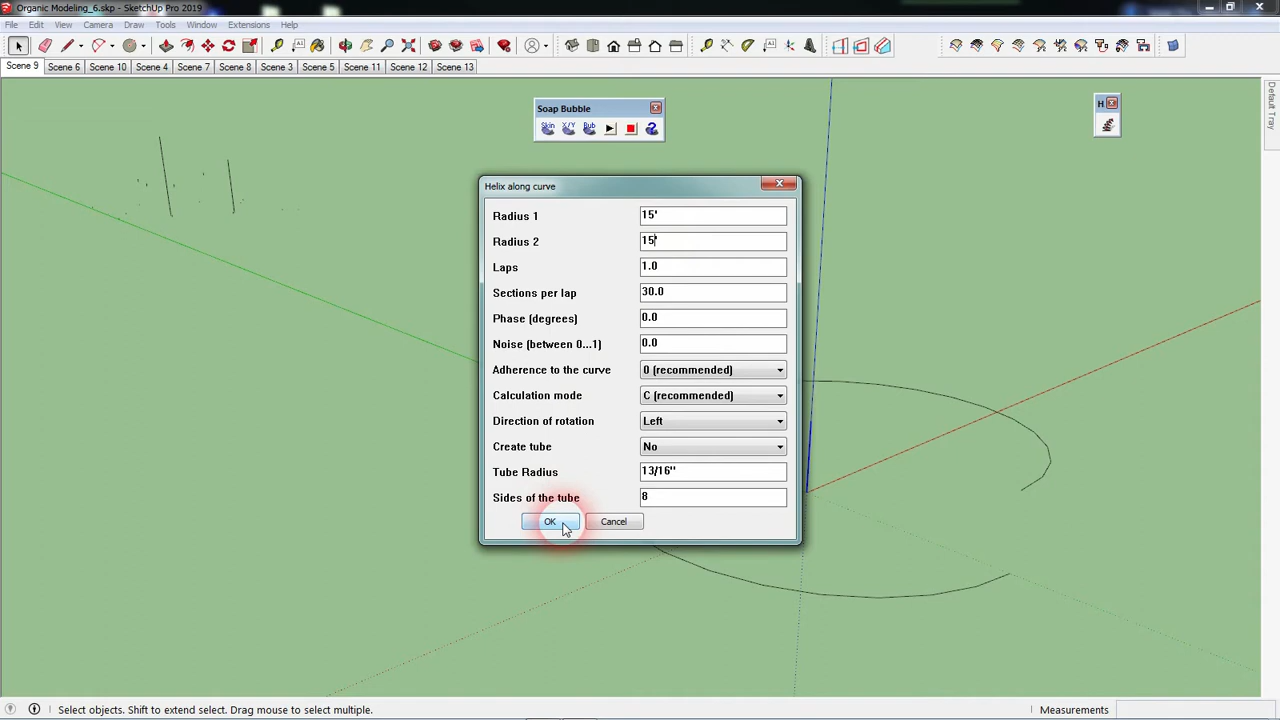 Organic Modeling_6.skp - SketchUp Pro 2019
File Edit View Camera Draw Tools Window Extensions Help
Scene 9 Scene 6 Scene 10 Scene 4 Scene 7 Scene 8 Scene 3 Scene 5 Scene 11 Scene 12 Scene 13
Default Tray
Soap Bubble
H
Skin X/Y Bub ?
Helix along curve
Radius 1 15'
Radius 2 15'
Laps 1.0
Sections per lap 30.0
Phase (degrees) 0.0
Noise (between 0...1) 0.0
Adherence to the curve 0 (recommended)
Calculation mode C (recommended)
Direction of rotation Left
Create tube No
Tube Radius 13/16"
Sides of the tube 8
OK Cancel
Select objects. Shift to extend select. Drag mouse to select multiple. Measurements